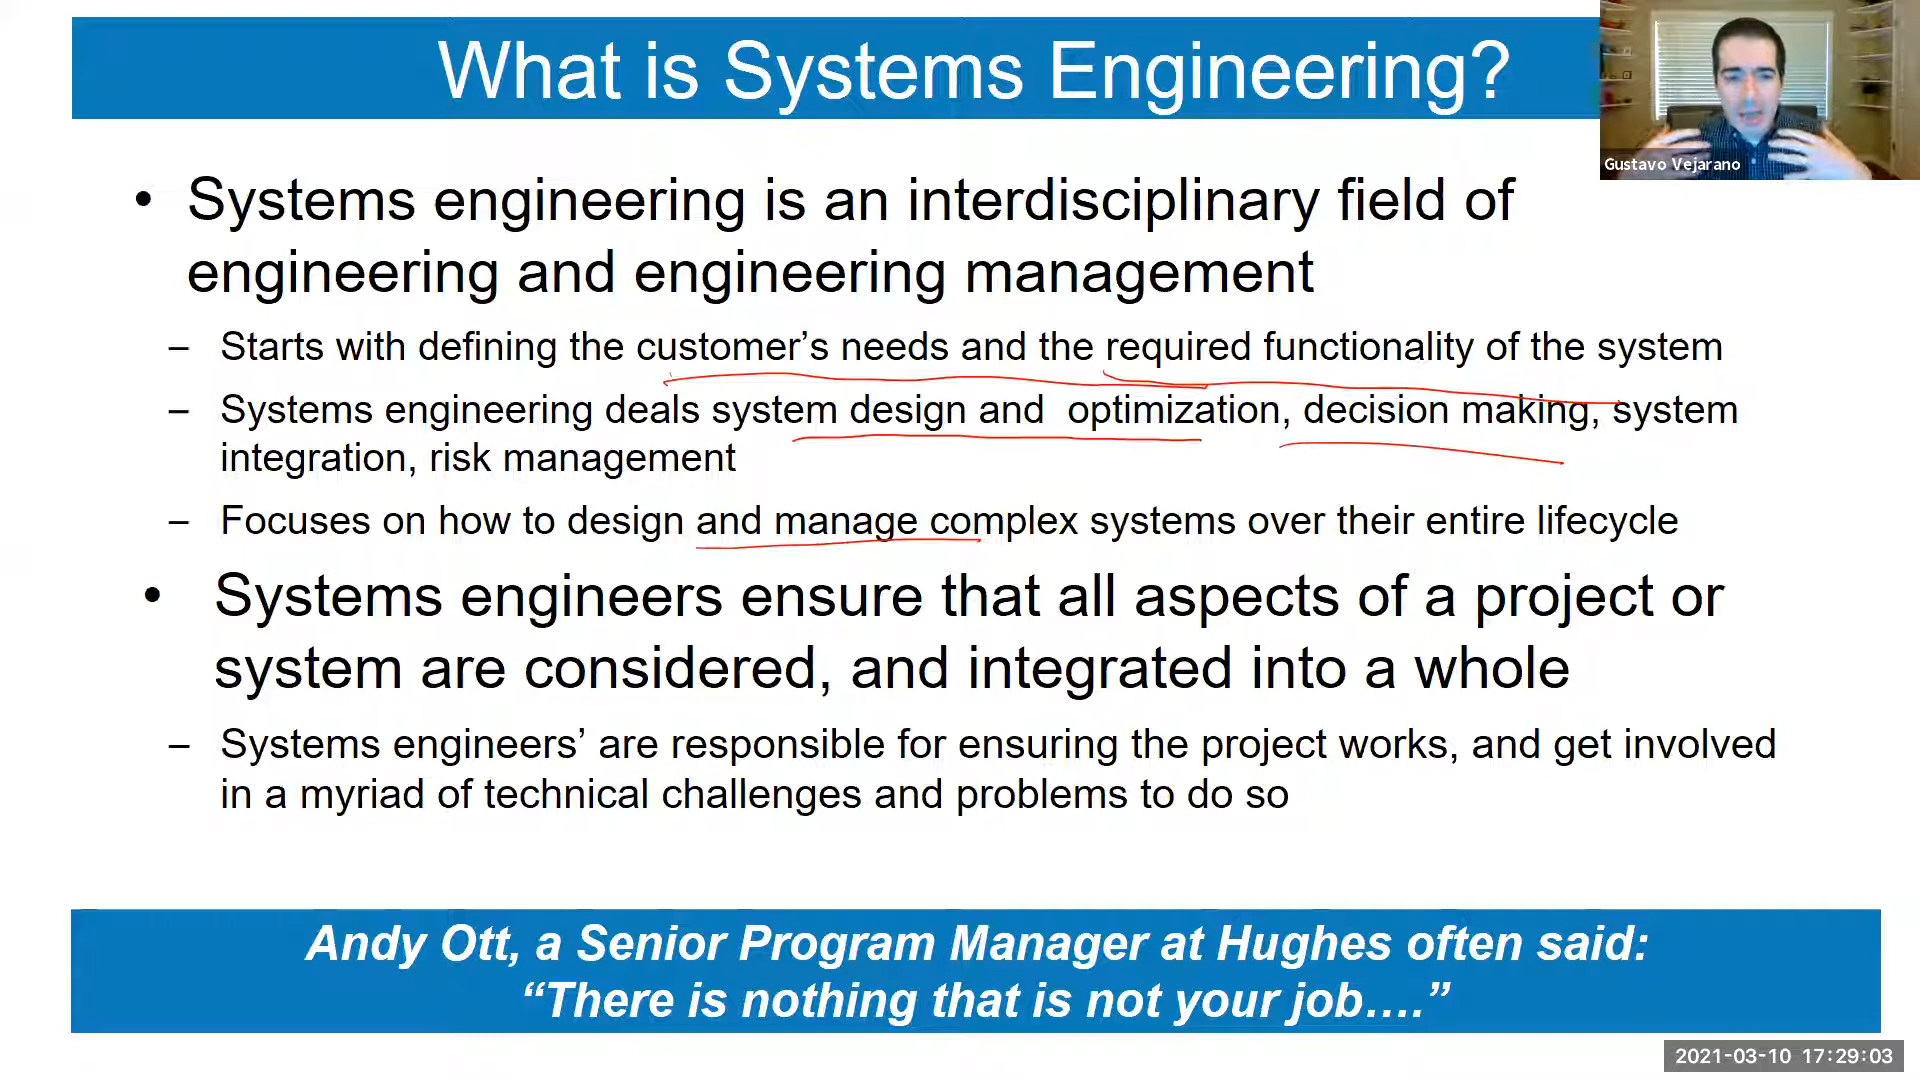 What is Systems Engineering?
Gustavo Vejarano
• Systems engineering is an interdisciplinary field of
engineering and engineering management
– Starts with defining the customer’s needs and the required functionality of the system
– Systems engineering deals system design and  optimization, decision making, system
integration, risk management
– Focuses on how to design and manage complex systems over their entire lifecycle
• Systems engineers ensure that all aspects of a project or
system are considered, and integrated into a whole
– Systems engineers’ are responsible for ensuring the project works, and get involved
in a myriad of technical challenges and problems to do so
Andy Ott, a Senior Program Manager at Hughes often said:
“There is nothing that is not your job….”
2021-03-10 17:29:03